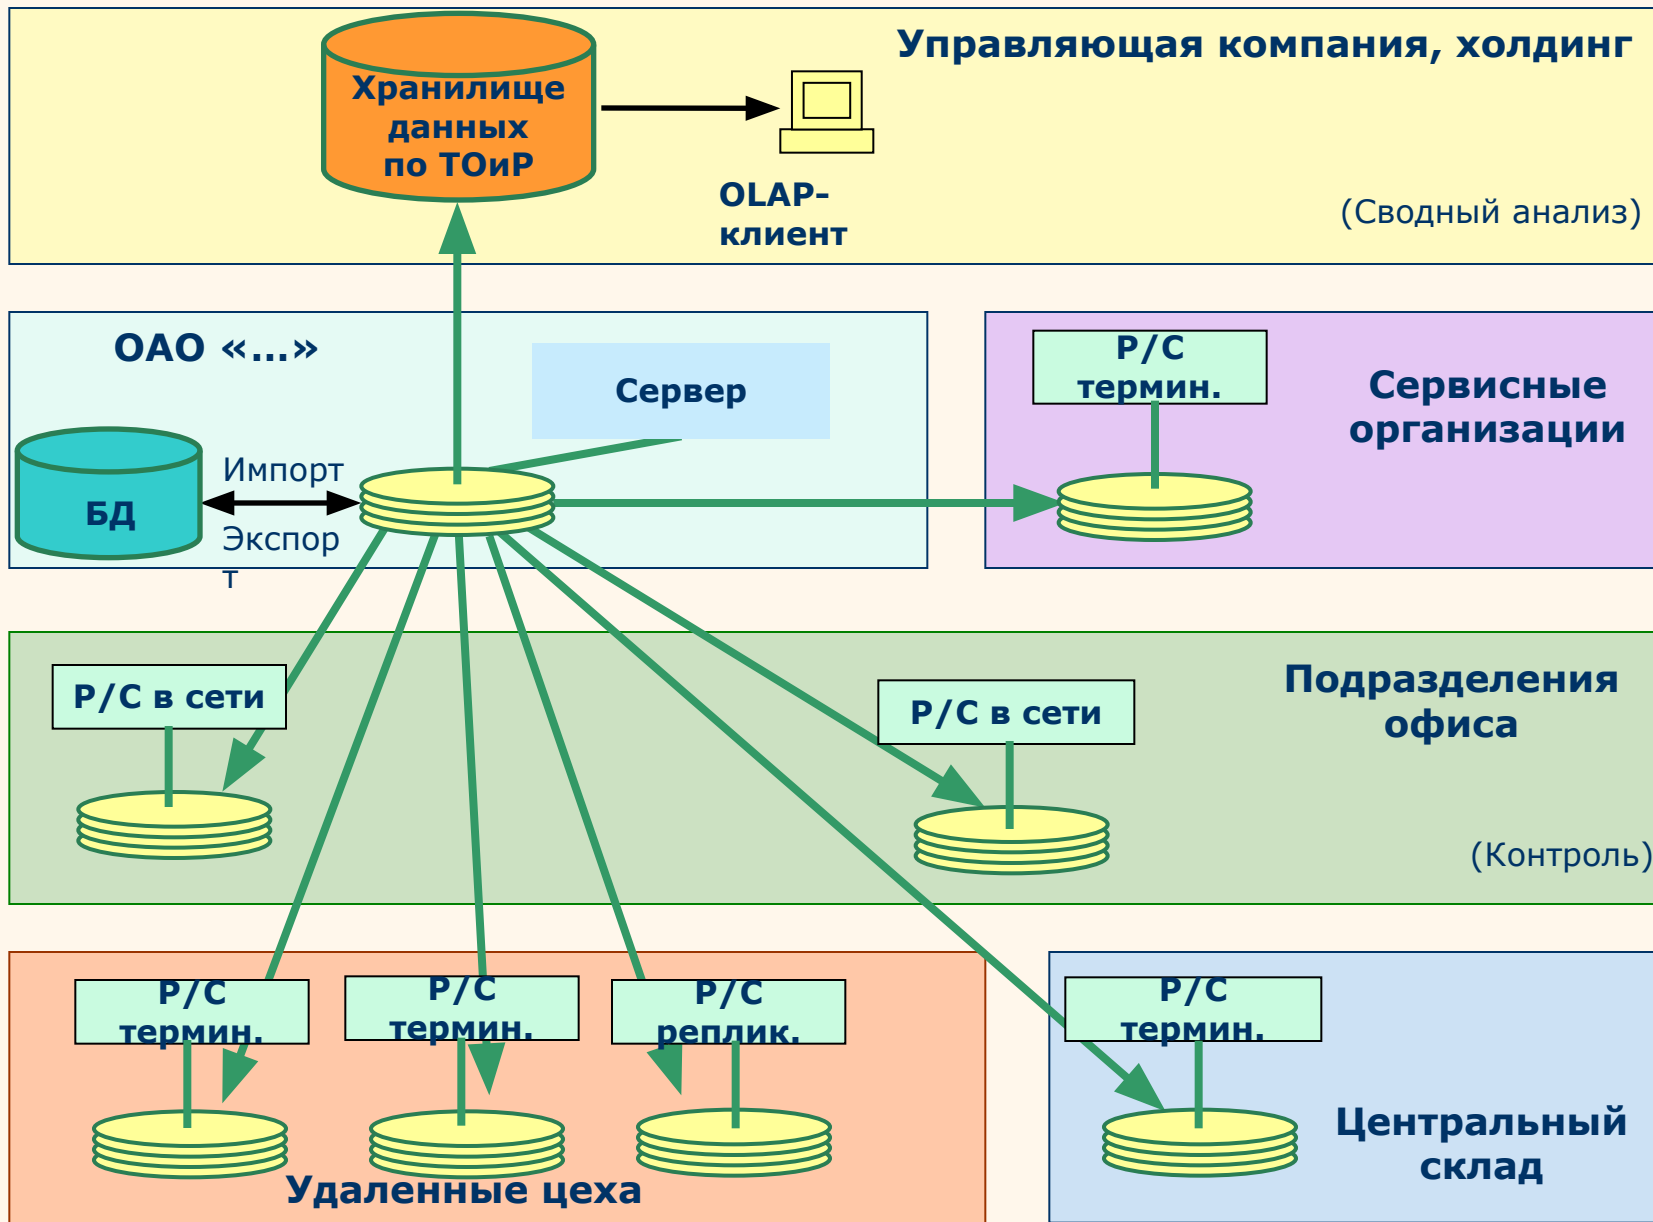 Управляющая компания, холдинг
Хранилище
данных
по ТОиР
OLAP–
клиент
(Сводный анализ)
ОАО «…»
Сервер
БД
Импорт
Экспор
т
Р/С
термин.
Сервисные
организации
Р/С в сети
Р/С в сети
Подразделения
офиса
(Контроль)
Р/С
термин.
Р/С
термин.
Р/С
реплик.
Удаленные цеха
Р/С
термин.
Центральный
склад